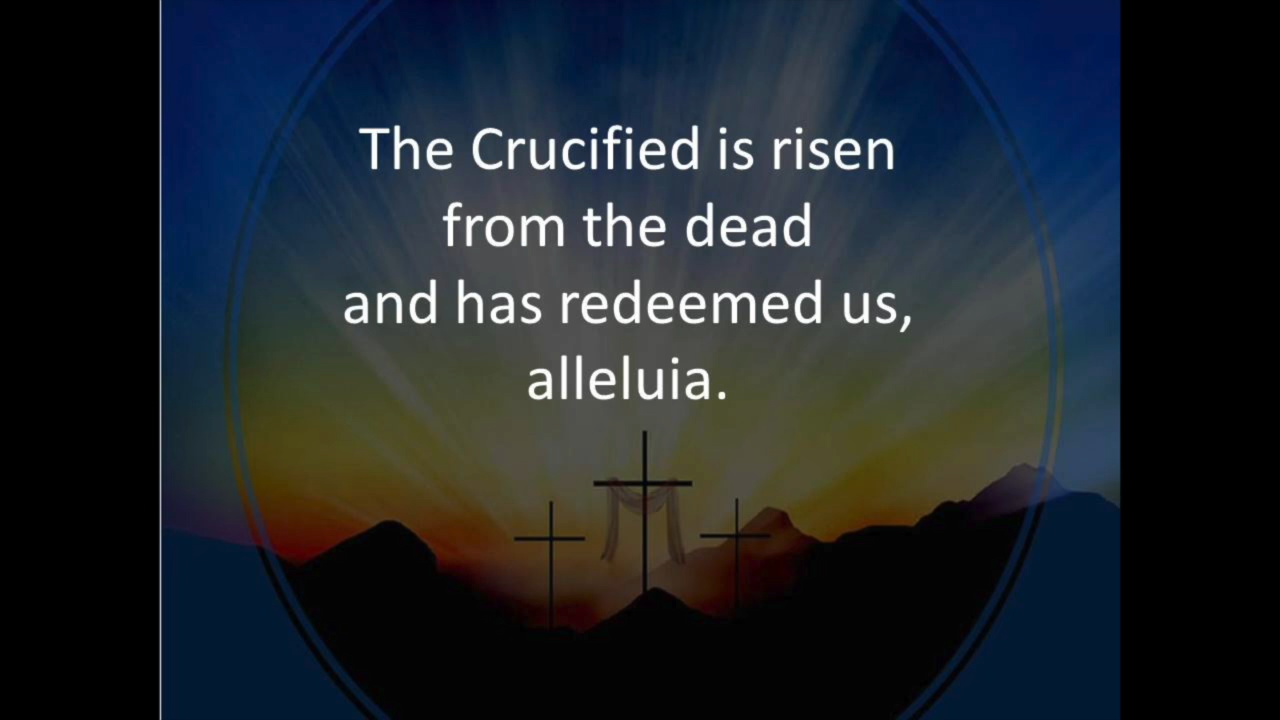 The Crucified is risen
from the dead
and has redeemed us,
alleluia.